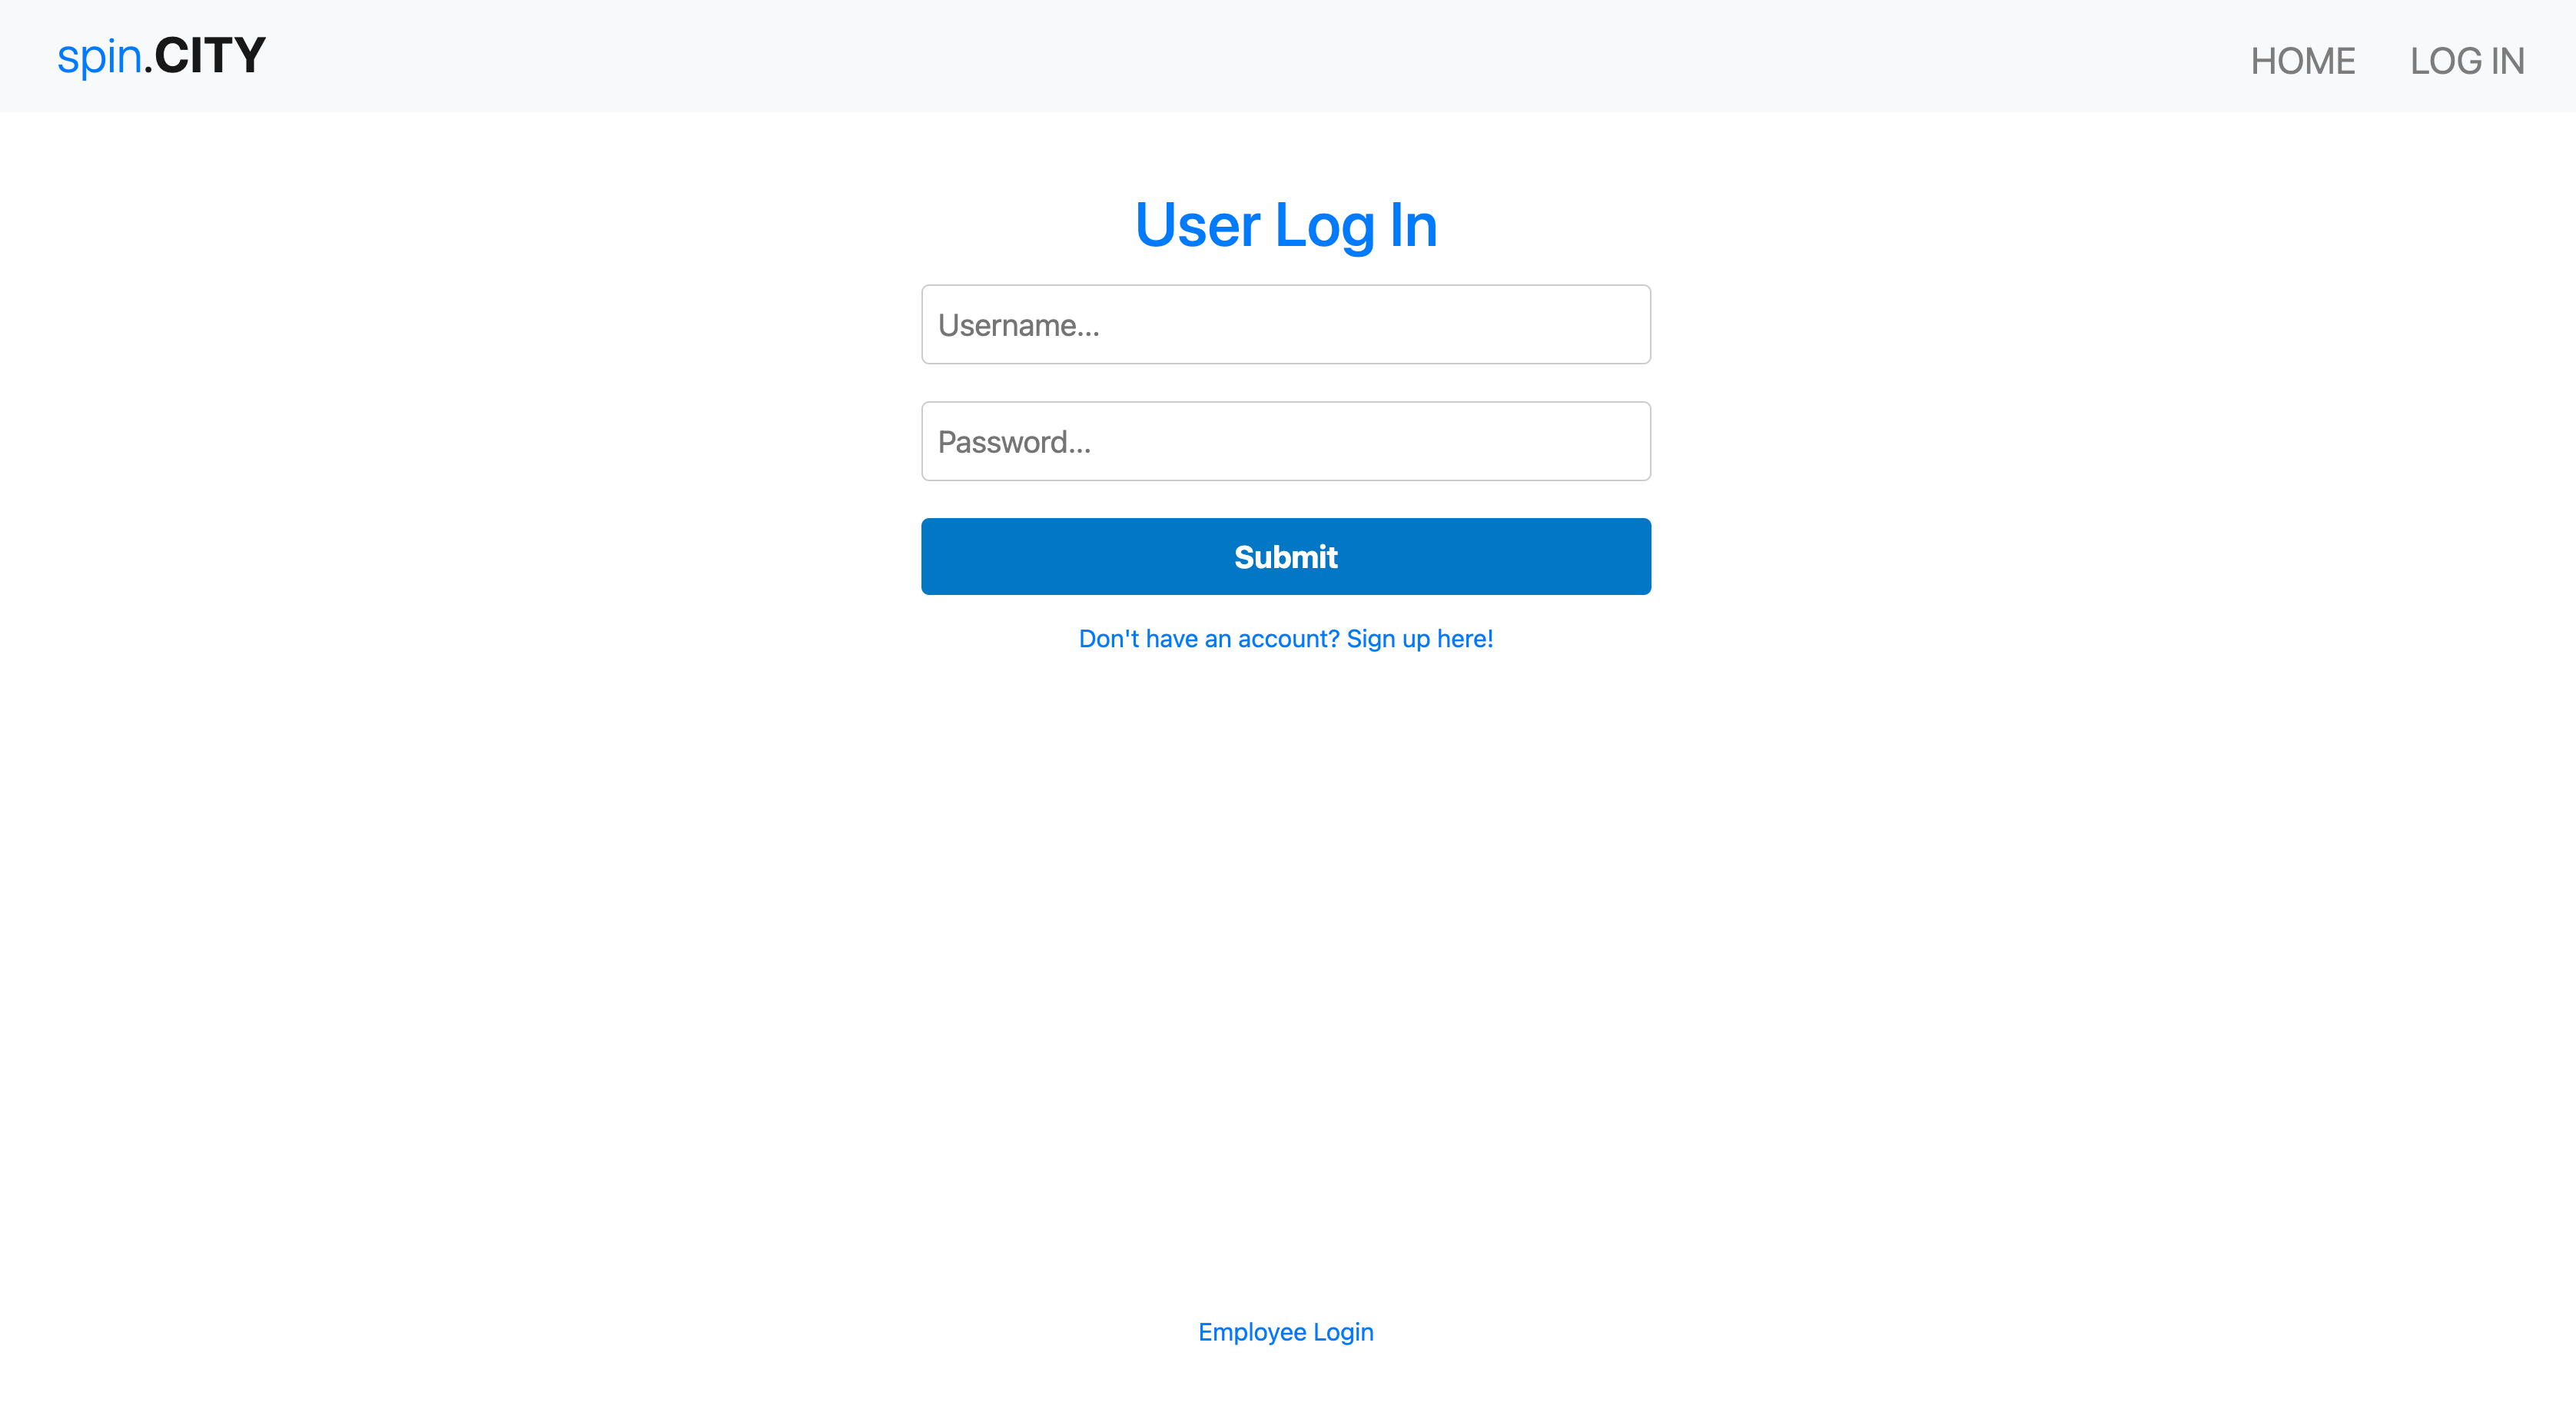 spin.CITY
HOME
LOG IN
User Log In
Username...
Password...
Submit
Don't have an account? Sign up here!
Employee Login